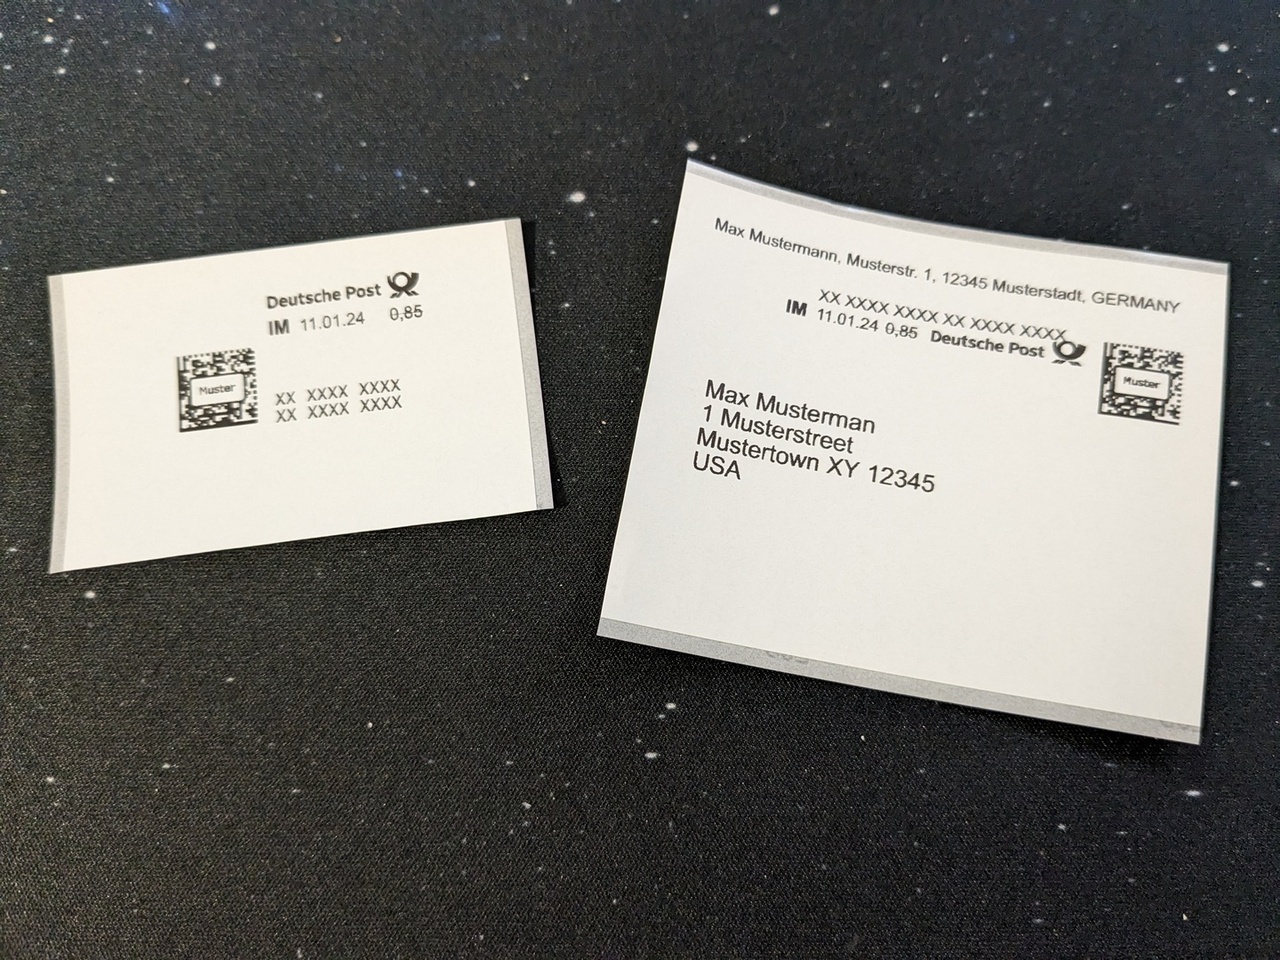 Deutsche Post
IM 11.01.24 0,85
Muster
XX XXXX XXXX
XX XXXX XXXX
Max Mustermann, Musterstr. 1, 12345 Musterstadt, GERMANY
XX XXXX XXXX XX XXXX XXXX
IM 11.01.24 0,85 Deutsche Post
Muster
Max Musterman
1 Musterstreet
Mustertown XY 12345
USA